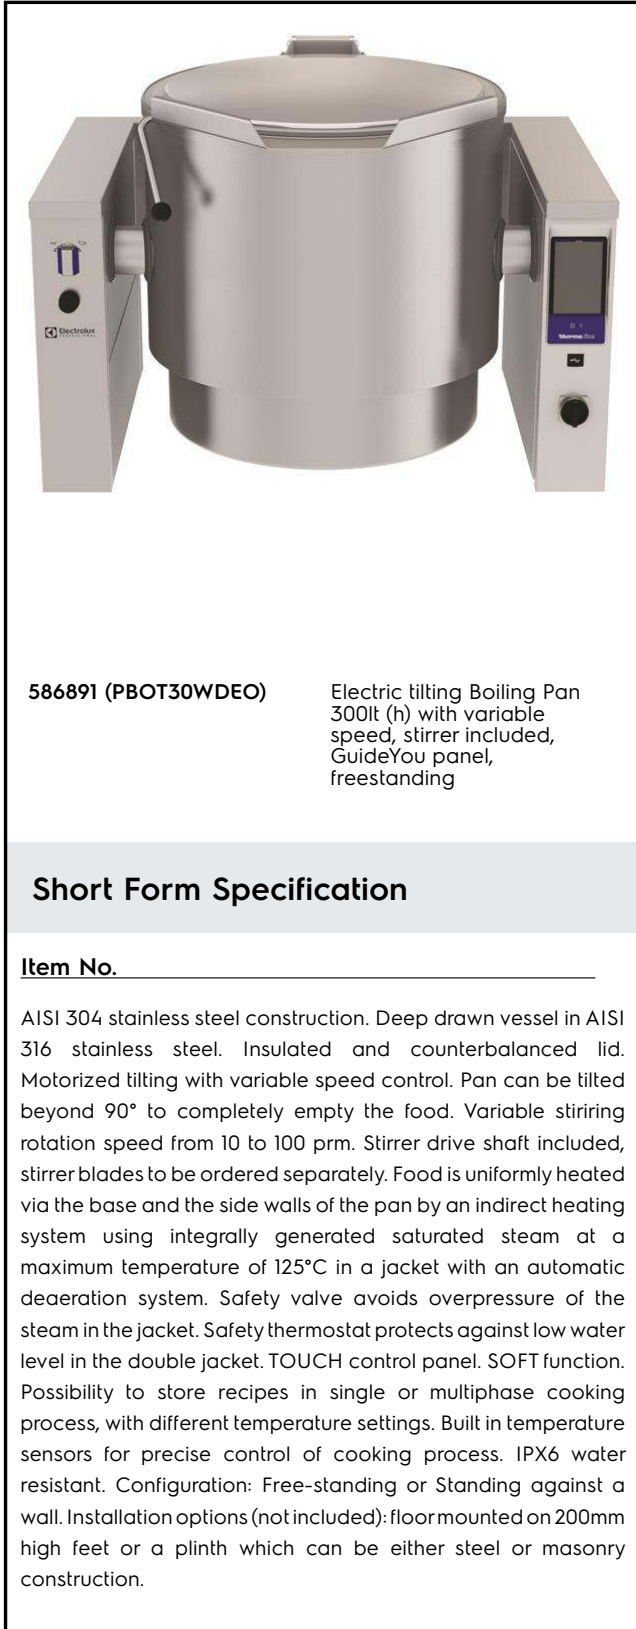 Electrolux
PROFESSIONAL
thermaline
586891 (PBOT30WDEO)
Electric tilting Boiling Pan
300lt (h) with variable
speed, stirrer included,
GuideYou panel,
freestanding
Short Form Specification
Item No.
AISI 304 stainless steel construction. Deep drawn vessel in AISI
316 stainless steel. Insulated and counterbalanced lid.
Motorized tilting with variable speed control. Pan can be tilted
beyond 90° to completely empty the food. Variable stiriring
rotation speed from 10 to 100 prm. Stirrer drive shaft included,
stirrer blades to be ordered separately. Food is uniformly heated
via the base and the side walls of the pan by an indirect heating
system using integrally generated saturated steam at a
maximum temperature of 125°C in a jacket with an automatic
deaeration system. Safety valve avoids overpressure of the
steam in the jacket. Safety thermostat protects against low water
level in the double jacket. TOUCH control panel. SOFT function.
Possibility to store recipes in single or multiphase cooking
process, with different temperature settings. Built in temperature
sensors for precise control of cooking process. IPX6 water
resistant. Configuration: Free-standing or Standing against a
wall. Installation options (not included): floor mounted on 200mm
high feet or a plinth which can be either steel or masonry
construction.